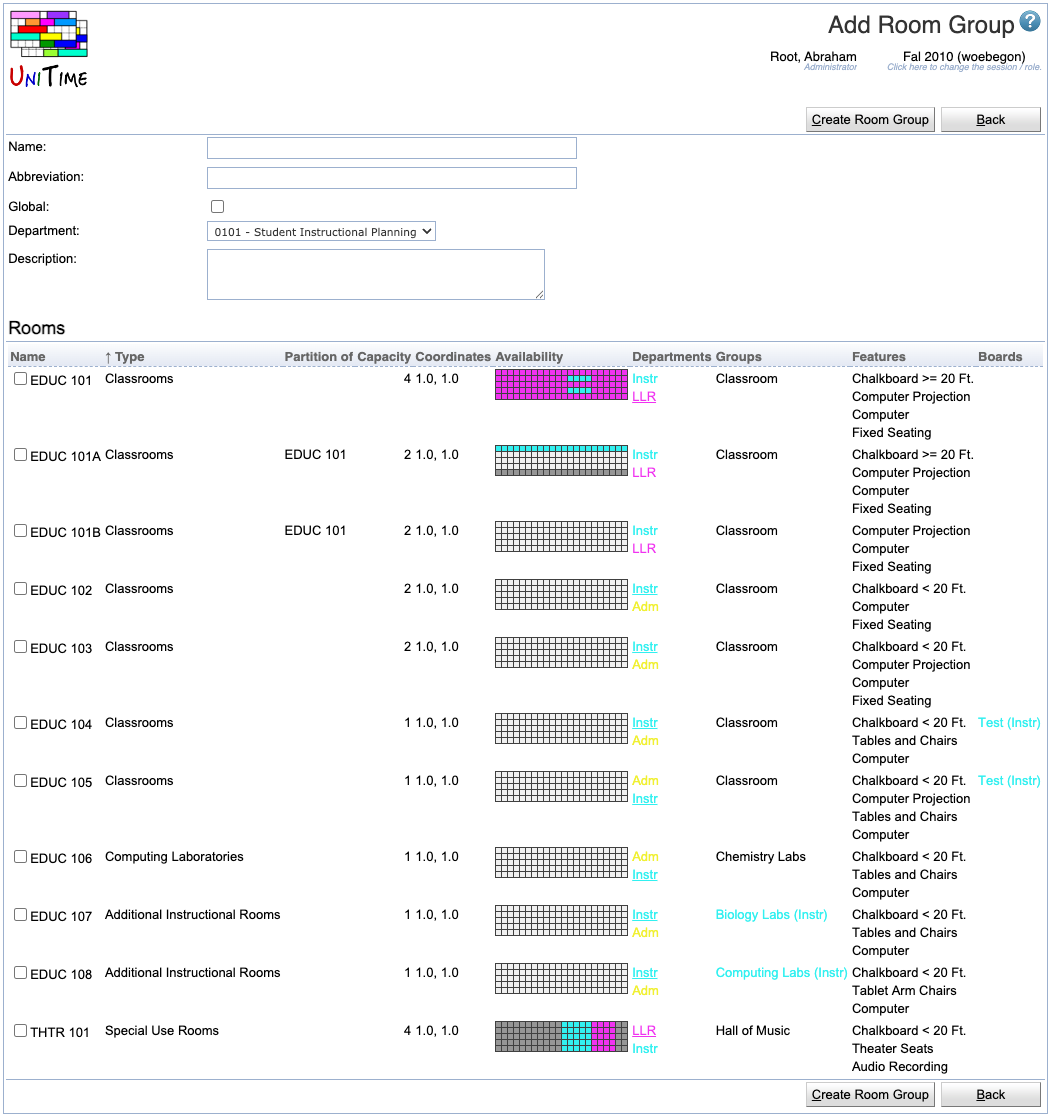 Add Room Group
UNITIME
Root, Abraham
Administrator
Fal 2010 (woebegon)
Click here to change the session / role.
Create Room Group
Back
Name:
Abbreviation:
Global:
Department: 0101 - Student Instructional Planning
Description:
Rooms
Name ↑ Type Partition of Capacity Coordinates Availability Departments Groups Features Boards
EDUC 101 Classrooms 4 1.0, 1.0 Instr Classroom Chalkboard >= 20 Ft.
LLR Computer Projection
Computer
Fixed Seating
EDUC 101A Classrooms EDUC 101 2 1.0, 1.0 Instr Classroom Chalkboard >= 20 Ft.
LLR Computer Projection
Computer
Fixed Seating
EDUC 101B Classrooms EDUC 101 2 1.0, 1.0 Instr Classroom Computer Projection
LLR Computer
Fixed Seating
EDUC 102 Classrooms 2 1.0, 1.0 Instr Classroom Chalkboard < 20 Ft.
Adm Computer
Fixed Seating
EDUC 103 Classrooms 2 1.0, 1.0 Instr Classroom Chalkboard < 20 Ft.
Adm Computer Projection
Computer
Fixed Seating
EDUC 104 Classrooms 1 1.0, 1.0 Instr Classroom Chalkboard < 20 Ft. Test (Instr)
Adm Tables and Chairs
Computer
EDUC 105 Classrooms 1 1.0, 1.0 Adm Classroom Chalkboard < 20 Ft. Test (Instr)
Instr Computer Projection
Tables and Chairs
Computer
EDUC 106 Computing Laboratories 1 1.0, 1.0 Adm Chemistry Labs Chalkboard < 20 Ft.
Instr Tables and Chairs
Computer
EDUC 107 Additional Instructional Rooms 1 1.0, 1.0 Instr Biology Labs (Instr) Chalkboard < 20 Ft.
Adm Tables and Chairs
Computer
EDUC 108 Additional Instructional Rooms 1 1.0, 1.0 Instr Computing Labs (Instr) Chalkboard < 20 Ft.
Adm Tablet Arm Chairs
Computer
THTR 101 Special Use Rooms 4 1.0, 1.0 LLR Hall of Music Chalkboard < 20 Ft.
Instr Theater Seats
Audio Recording
Create Room Group
Back